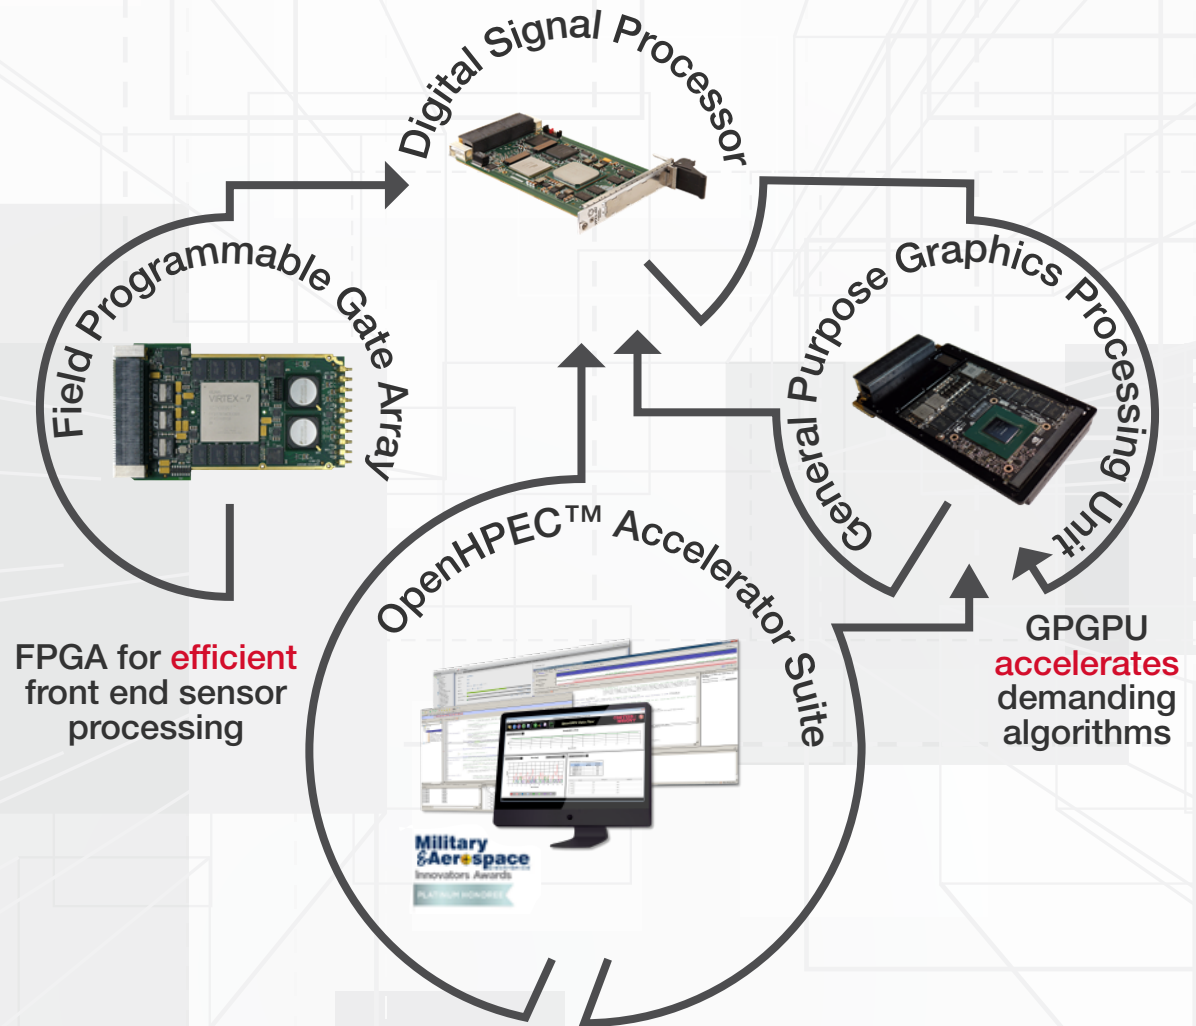 Digital Signal Processor
Field Programmable Gate Array
General Purpose Graphics Processing Unit
VIRTEX-7
OpenHPEC™ Accelerator Suite
FPGA for efficient
front end sensor
processing
GPGPU
accelerates
demanding
algorithms
Military
&Aerospace
ELECTRONICS
Innovators Awards
PLATINUM HONOREE